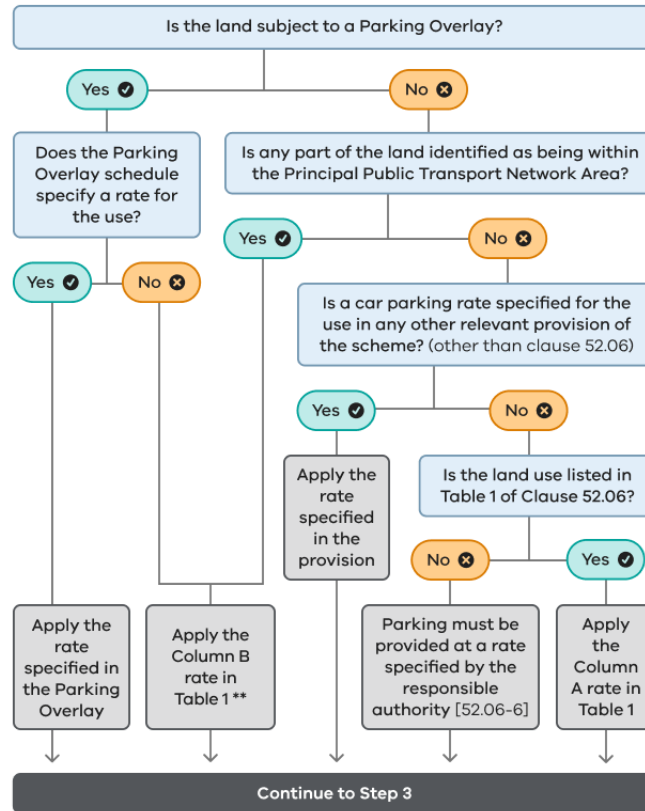 Is the land subject to a Parking Overlay?
Yes
No
Does the Parking
Overlay schedule
specify a rate for
the use?
Is any part of the land identified as being within
the Principal Public Transport Network Area?
Yes
No
Yes
No
Is a car parking rate specified for the
use in any other relevant provision of
the scheme? (other than clause 52.06)
Yes
No
Apply the
rate
specified
in the
provision
Is the land use listed in
Table 1 of Clause 52.06?
No
Yes
Apply the
rate
specified in
the Parking
Overlay
Apply the
Column B
rate in
Table 1 **
Parking must be
provided at a rate
specified by the
responsible
authority [52.06-6]
Apply
the
Column
A rate in
Table 1
Continue to Step 3